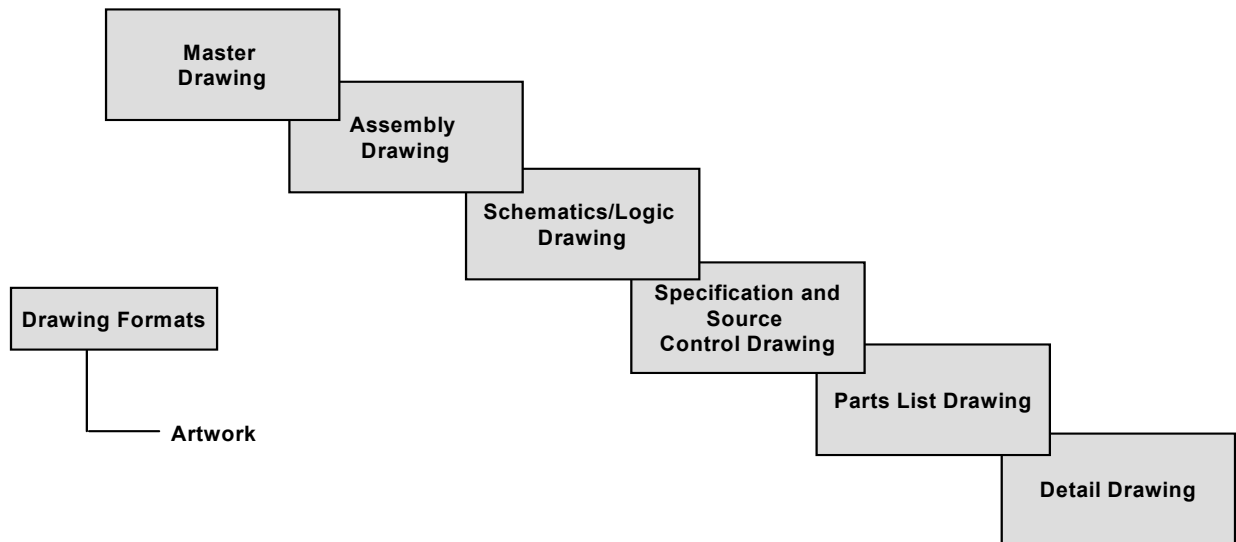 Master
Drawing
Assembly
Drawing
Schematics/Logic
Drawing
Specification and
Source
Control Drawing
Drawing Formats
Parts List Drawing
Artwork
Detail Drawing